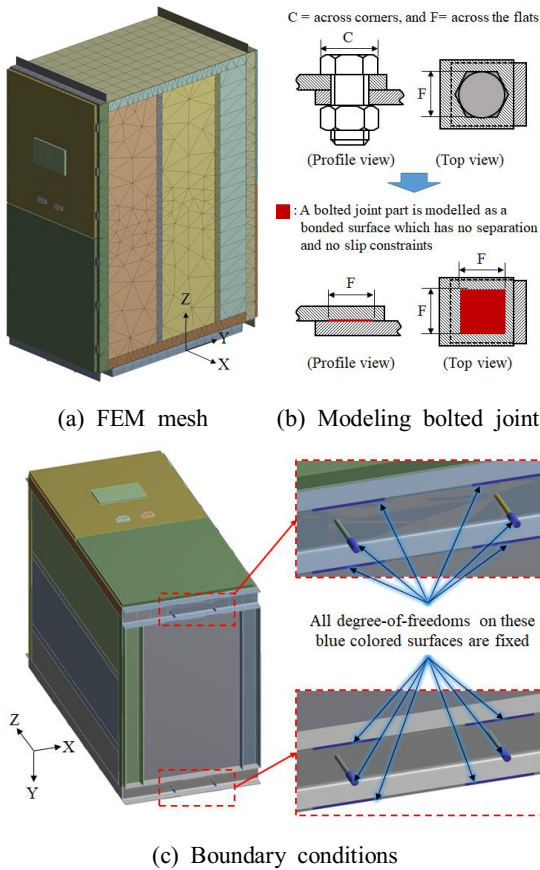 C = across corners, and F= across the flats
C
F
(Profile view)
(Top view)
: A bolted joint part is modelled as a
bonded surface which has no separation
and no slip constraints
F
F
(Profile view)
(Top view)
Z
Y
X
(a) FEM mesh
(b) Modeling bolted joint
All degree-of-freedoms on these
blue colored surfaces are fixed
Z
X
Y
(c) Boundary conditions